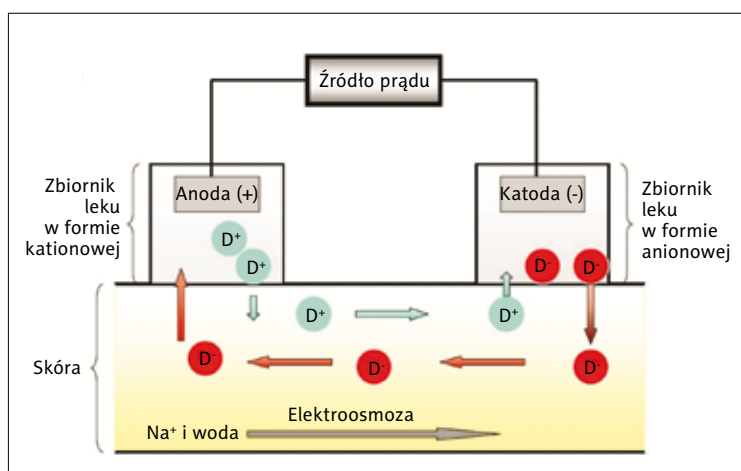 Źródło prądu
Zbiornik
leku
w formie
kationowej
Anoda (+)
Katoda (-)
Zbiornik
leku
w formie
anionowej
D⁺
D⁺
D⁻
D⁻
D⁺
D⁺
D⁻
D⁻
D⁻
Skóra
Elektroosmoza
Na⁺ i woda